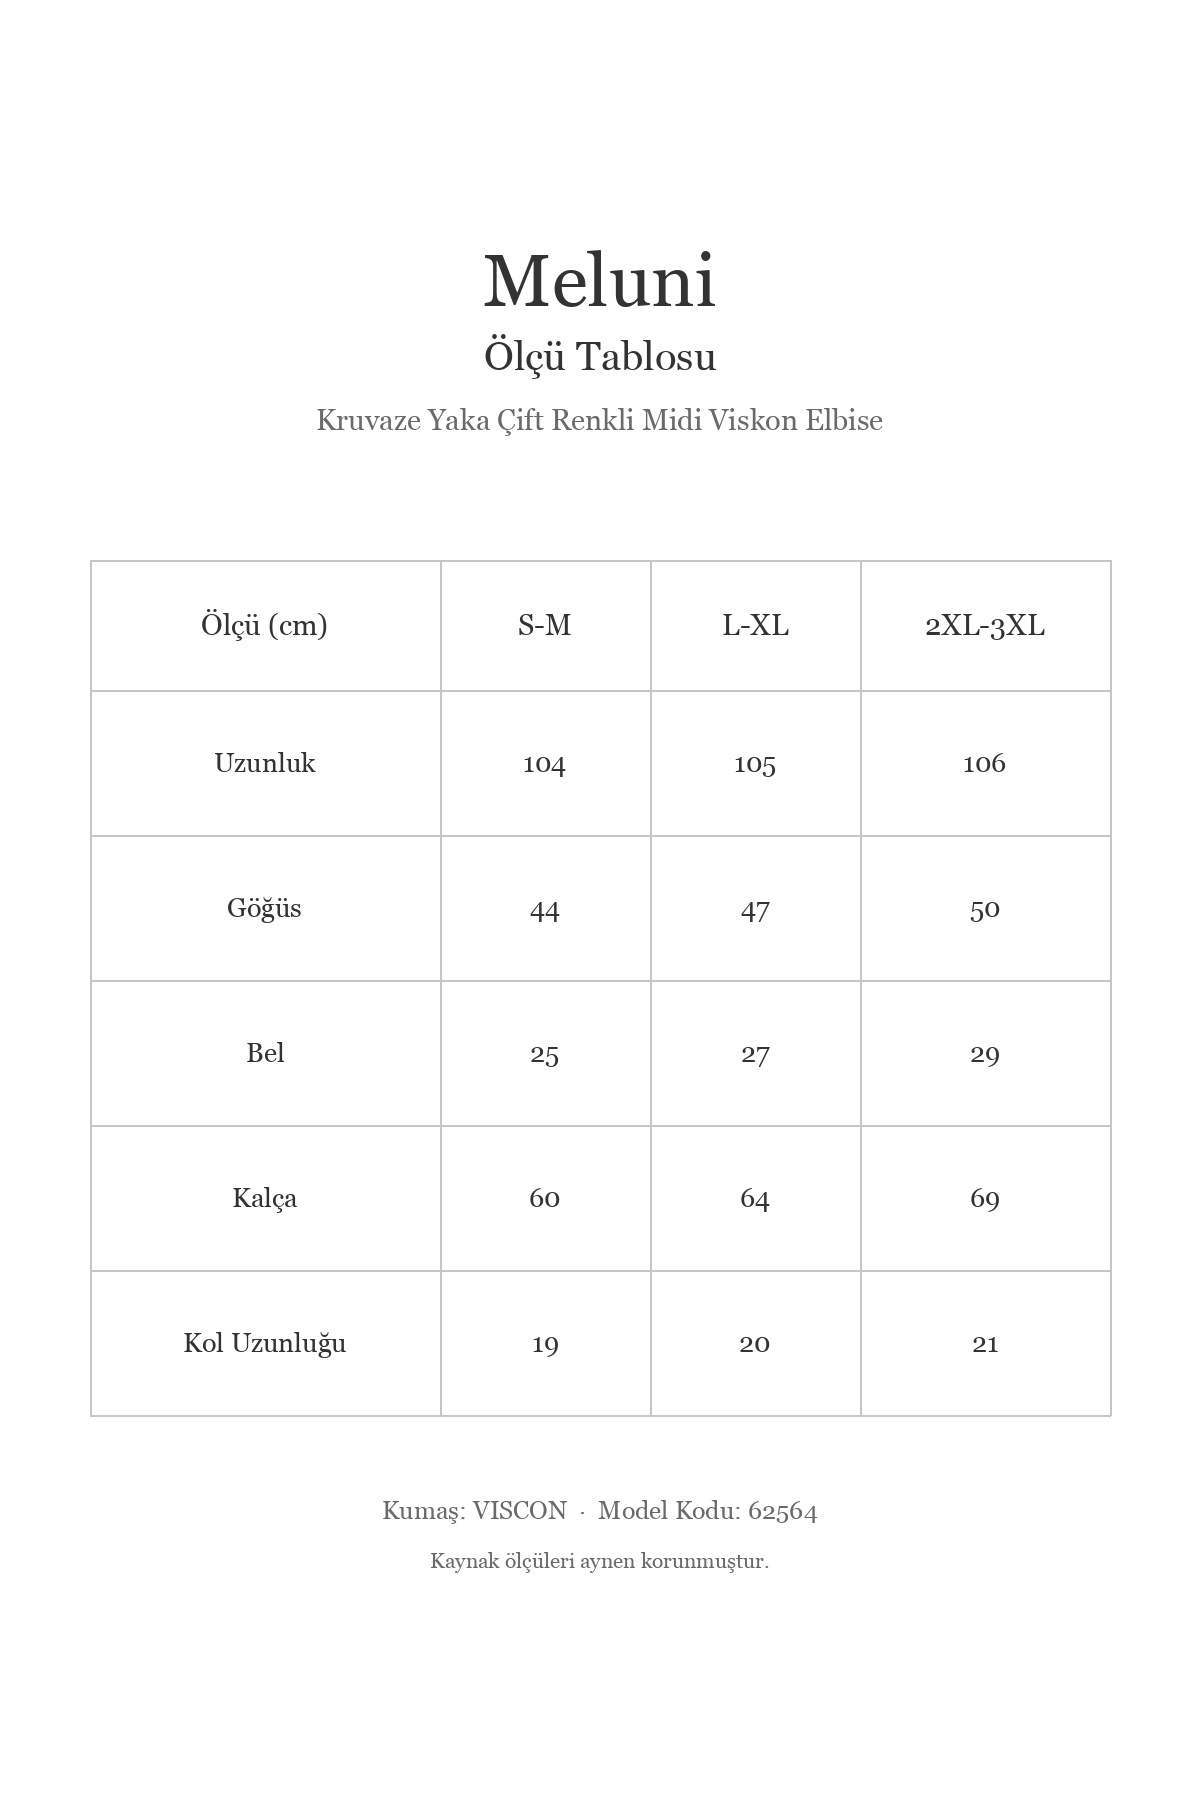 Meluni
Ölçü Tablosu
Kruvaze Yaka Çift Renkli Midi Viskon Elbise
Ölçü (cm) S-M L-XL 2XL-3XL
Uzunluk 104 105 106
Göğüs 44 47 50
Bel 25 27 29
Kalça 60 64 69
Kol Uzunluğu 19 20 21
Kumaş: VISCON · Model Kodu: 62564
Kaynak ölçüleri aynen korunmuştur.